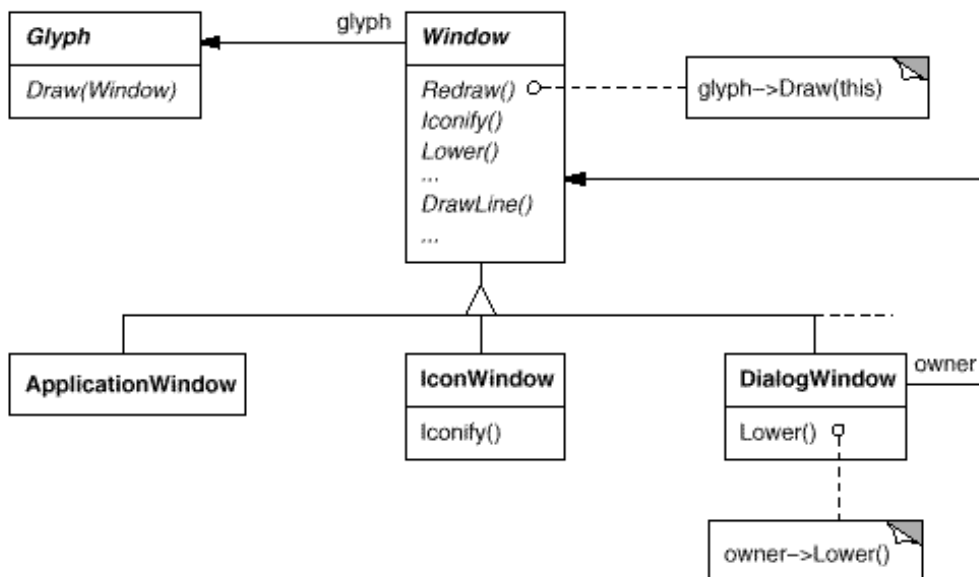 Glyph
Draw(Window)
glyph
Window
Redraw()
Iconify()
Lower()
...
DrawLine()
...
glyph->Draw(this)
ApplicationWindow
IconWindow
Iconify()
DialogWindow
Lower()
owner
owner->Lower()